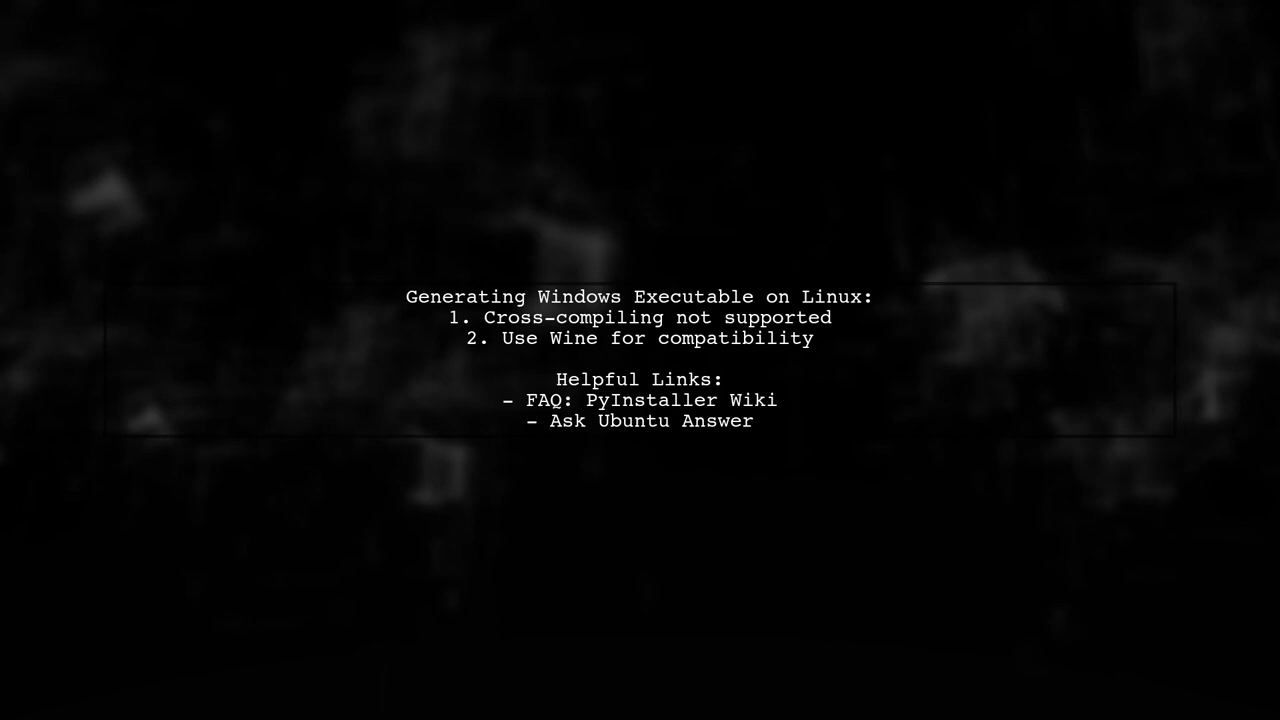 Generating Windows Executable on Linux:
1. Cross-compiling not supported
2. Use Wine for compatibility
Helpful Links:
- FAQ: PyInstaller Wiki
- Ask Ubuntu Answer